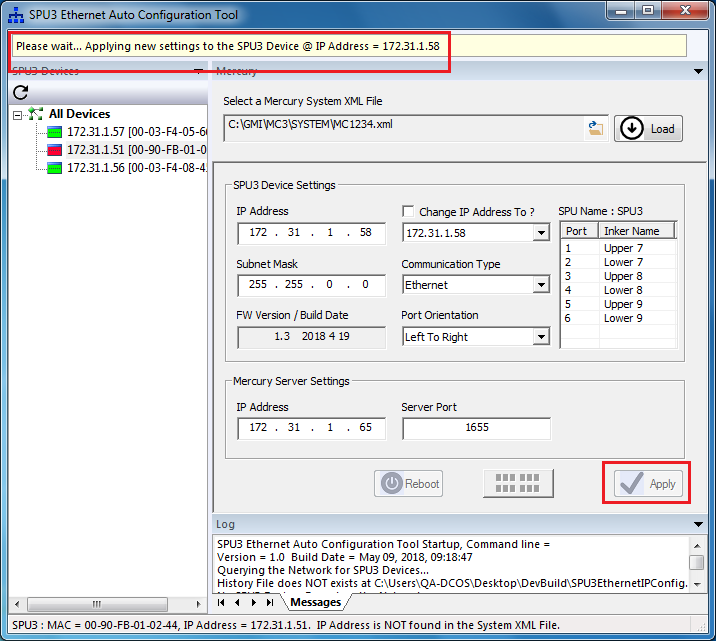 SPU3 Ethernet Auto Configuration Tool
Please wait... Applying new settings to the SPU3 Device @ IP Address = 172.31.1.58
SPU3 Devices
Mercury
All Devices
172.31.1.57 [00-03-F4-05-6
172.31.1.51 [00-90-FB-01-0
172.31.1.56 [00-03-F4-08-4
Select a Mercury System XML File
C:\GMI\MC3\SYSTEM\MC1234.xml
Load
SPU3 Device Settings
IP Address
Change IP Address To ?
SPU Name : SPU3
172 . 31 . 1 . 58
172.31.1.58
Port Inker Name
1 Upper 7
2 Lower 7
3 Upper 8
4 Lower 8
5 Upper 9
6 Lower 9
Subnet Mask
Communication Type
255 . 255 . 0 . 0
Ethernet
FW Version / Build Date
Port Orientation
1.3 2018 4 19
Left To Right
Mercury Server Settings
IP Address
Server Port
172 . 31 . 1 . 65
1655
Reboot
Apply
Log
SPU3 Ethernet Auto Configuration Tool Startup, Command line =
Version = 1.0 Build Date = May 09, 2018, 09:18:47
Querying the Network for SPU3 Devices...
History File does NOT exists at C:\Users\QA-DCOS\Desktop\DevBuild\SPU3EthernetIPConfig.
Messages
SPU3 : MAC = 00-90-FB-01-02-44, IP Address = 172.31.1.51. IP Address is NOT found in the System XML File.